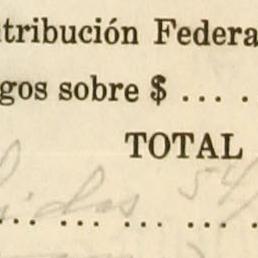 tribución Federa
gos sobre $ ... .
TOTAL
... ... ... ... .